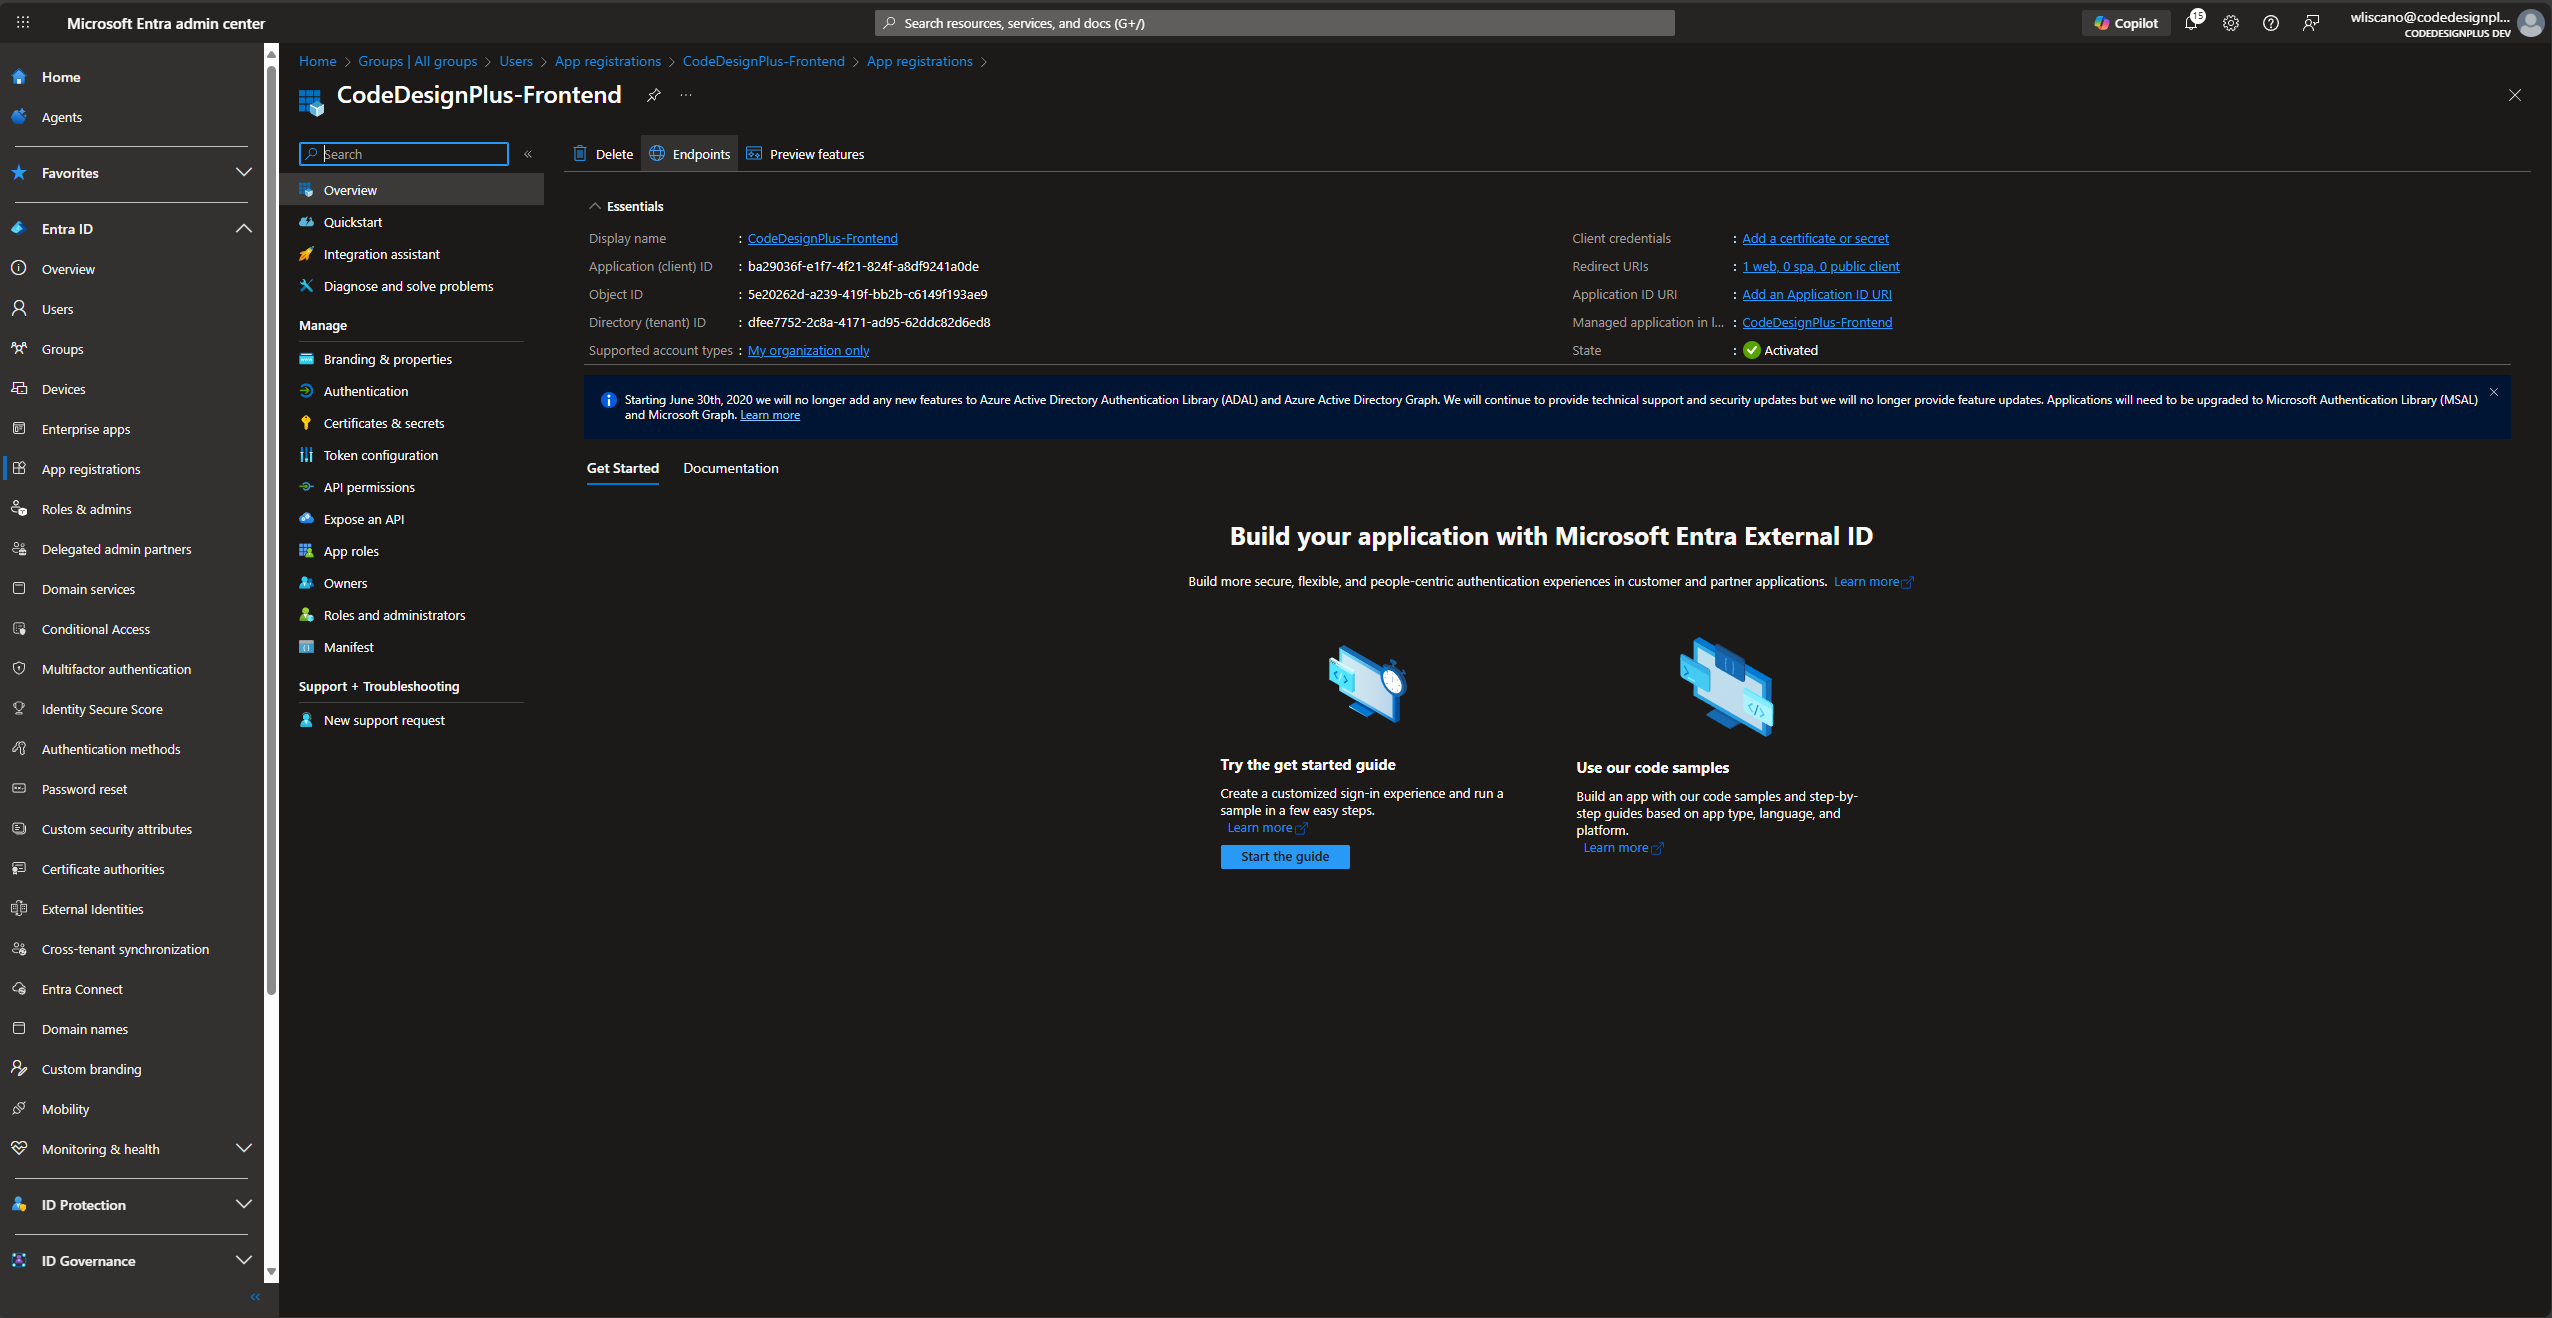 Microsoft Entra admin center
Search resources, services, and docs (G+/)
Copilot
15
wliscano@codedesignpl...
CODEDESIGNPLUS DEV
Home
Agents
Favorites
Entra ID
Overview
Users
Groups
Devices
Enterprise apps
App registrations
Roles & admins
Delegated admin partners
Domain services
Conditional Access
Multifactor authentication
Identity Secure Score
Authentication methods
Password reset
Custom security attributes
Certificate authorities
External Identities
Cross-tenant synchronization
Entra Connect
Domain names
Custom branding
Mobility
Monitoring & health
ID Protection
ID Governance
Home > Groups | All groups > Users > App registrations > CodeDesignPlus-Frontend > App registrations >
CodeDesignPlus-Frontend
Search
Overview
Quickstart
Integration assistant
Diagnose and solve problems
Manage
Branding & properties
Authentication
Certificates & secrets
Token configuration
API permissions
Expose an API
App roles
Owners
Roles and administrators
Manifest
Support + Troubleshooting
New support request
Delete Endpoints Preview features
Essentials
Display name : CodeDesignPlus-Frontend
Application (client) ID : ba29036f-e1f7-4f21-824f-a8df9241a0de
Object ID : 5e20262d-a239-419f-bb2b-c6149f193ae9
Directory (tenant) ID : dfee7752-2c8a-4171-ad95-62ddc82d6ed8
Supported account types : My organization only
Client credentials : Add a certificate or secret
Redirect URIs : 1 web, 0 spa, 0 public client
Application ID URI : Add an Application ID URI
Managed application in l... : CodeDesignPlus-Frontend
State : Activated
Starting June 30th, 2020 we will no longer add any new features to Azure Active Directory Authentication Library (ADAL) and Azure Active Directory Graph. We will continue to provide technical support and security updates but we will no longer provide feature updates. Applications will need to be upgraded to Microsoft Authentication Library (MSAL)
and Microsoft Graph. Learn more
Get Started Documentation
Build your application with Microsoft Entra External ID
Build more secure, flexible, and people-centric authentication experiences in customer and partner applications. Learn more
Try the get started guide
Create a customized sign-in experience and run a
sample in a few easy steps.
Learn more
Start the guide
Use our code samples
Build an app with our code samples and step-by-
step guides based on app type, language, and
platform.
Learn more